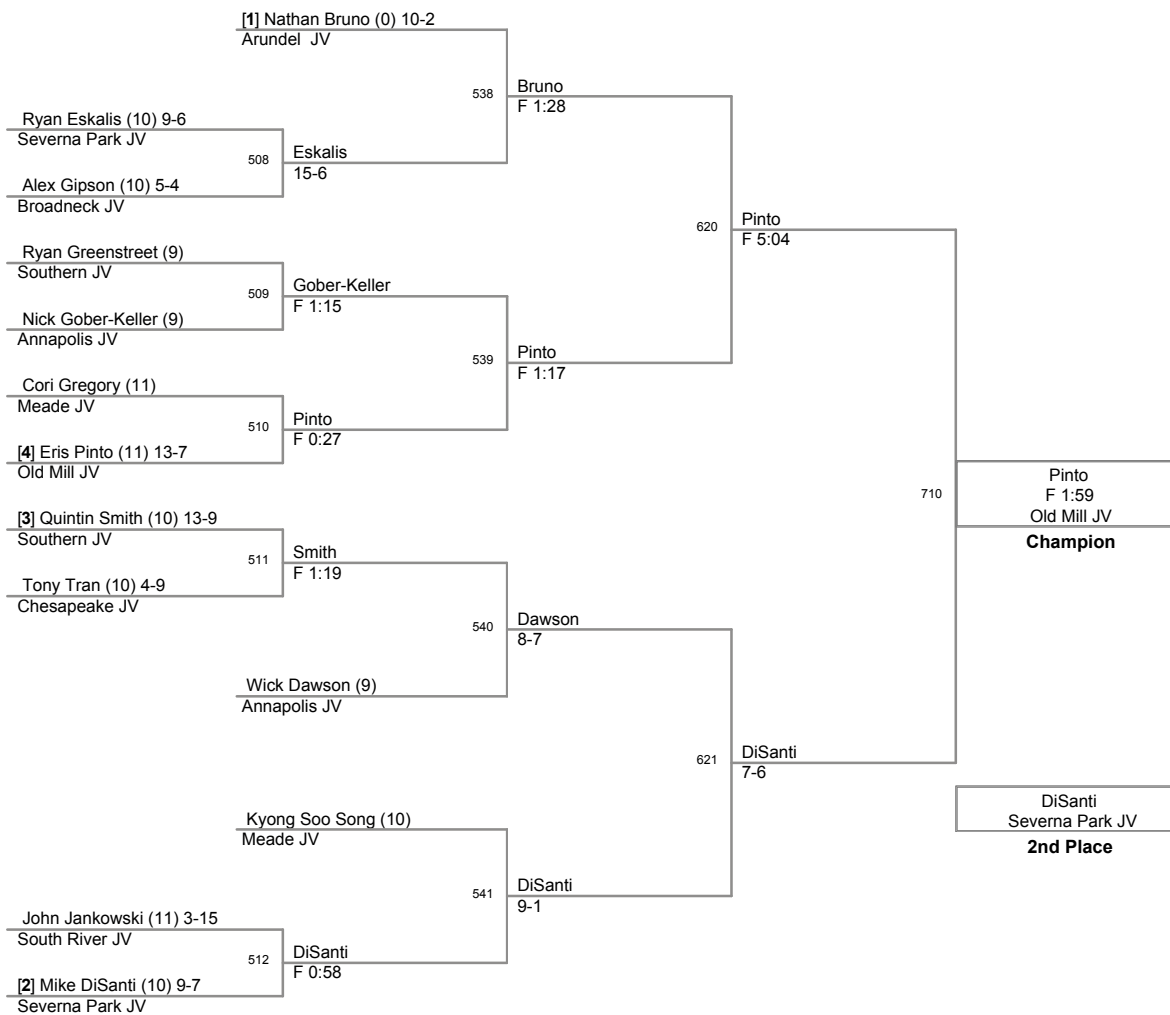 [1] Nathan Bruno (0) 10-2
Arundel JV
538
Bruno
F 1:28
Ryan Eskalis (10) 9-6
Severna Park JV
508
Eskalis
15-6
Alex Gipson (10) 5-4
Broadneck JV
620
Pinto
F 5:04
Ryan Greenstreet (9)
Southern JV
509
Gober-Keller
F 1:15
Nick Gober-Keller (9)
Annapolis JV
539
Pinto
F 1:17
Cori Gregory (11)
Meade JV
510
Pinto
F 0:27
[4] Eris Pinto (11) 13-7
Old Mill JV
710
Pinto
F 1:59
Old Mill JV
Champion
[3] Quintin Smith (10) 13-9
Southern JV
511
Smith
F 1:19
Tony Tran (10) 4-9
Chesapeake JV
540
Dawson
8-7
Wick Dawson (9)
Annapolis JV
621
DiSanti
7-6
DiSanti
Severna Park JV
2nd Place
Kyong Soo Song (10)
Meade JV
541
DiSanti
9-1
John Jankowski (11) 3-15
South River JV
512
DiSanti
F 0:58
[2] Mike DiSanti (10) 9-7
Severna Park JV